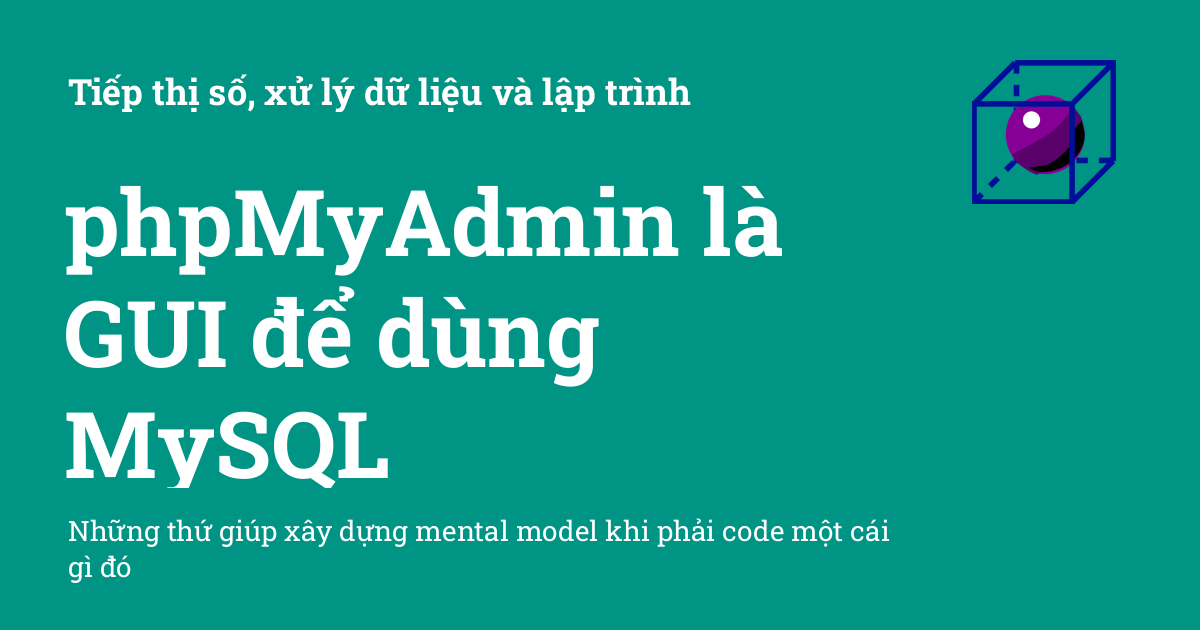 Tiếp thị số, xử lý dữ liệu và lập trình
phpMyAdmin là
GUI để dùng
MySQL
Những thứ giúp xây dựng mental model khi phải code một cái
gì đó